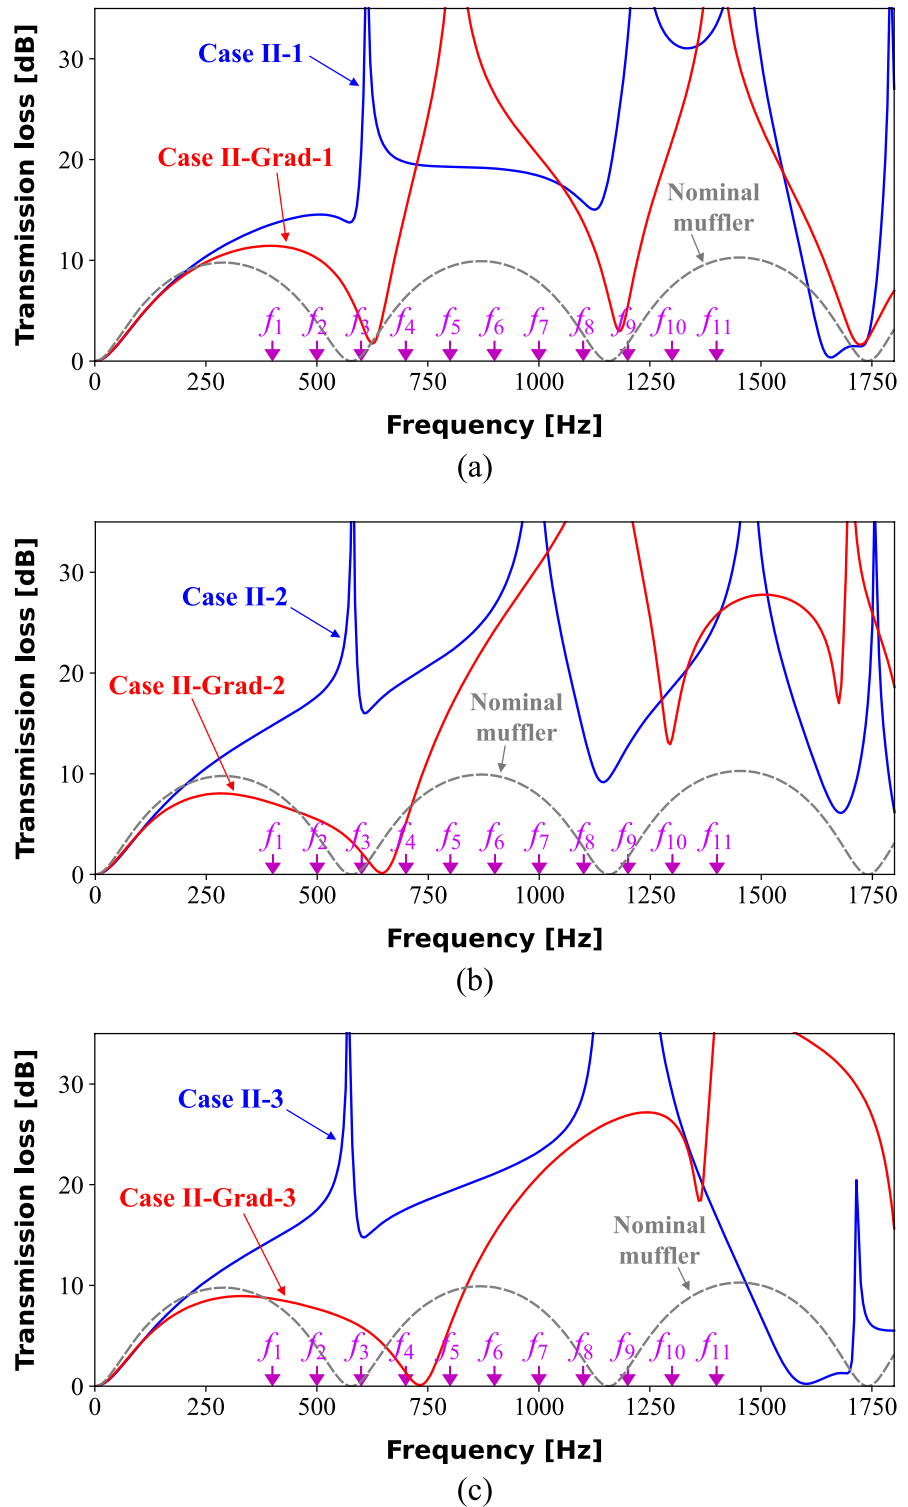 Transmission loss [dB]
30
20
10
0
Case II-1
Case II-Grad-1
Nominal
muffler
f1 f2 f3 f4 f5 f6 f7 f8 f9 f10 f11
0 250 500 750 1000 1250 1500 1750
Frequency [Hz]
(a)
Transmission loss [dB]
30
20
10
0
Case II-2
Case II-Grad-2
Nominal
muffler
f1 f2 f3 f4 f5 f6 f7 f8 f9 f10 f11
0 250 500 750 1000 1250 1500 1750
Frequency [Hz]
(b)
Transmission loss [dB]
30
20
10
0
Case II-3
Case II-Grad-3
Nominal
muffler
f1 f2 f3 f4 f5 f6 f7 f8 f9 f10 f11
0 250 500 750 1000 1250 1500 1750
Frequency [Hz]
(c)